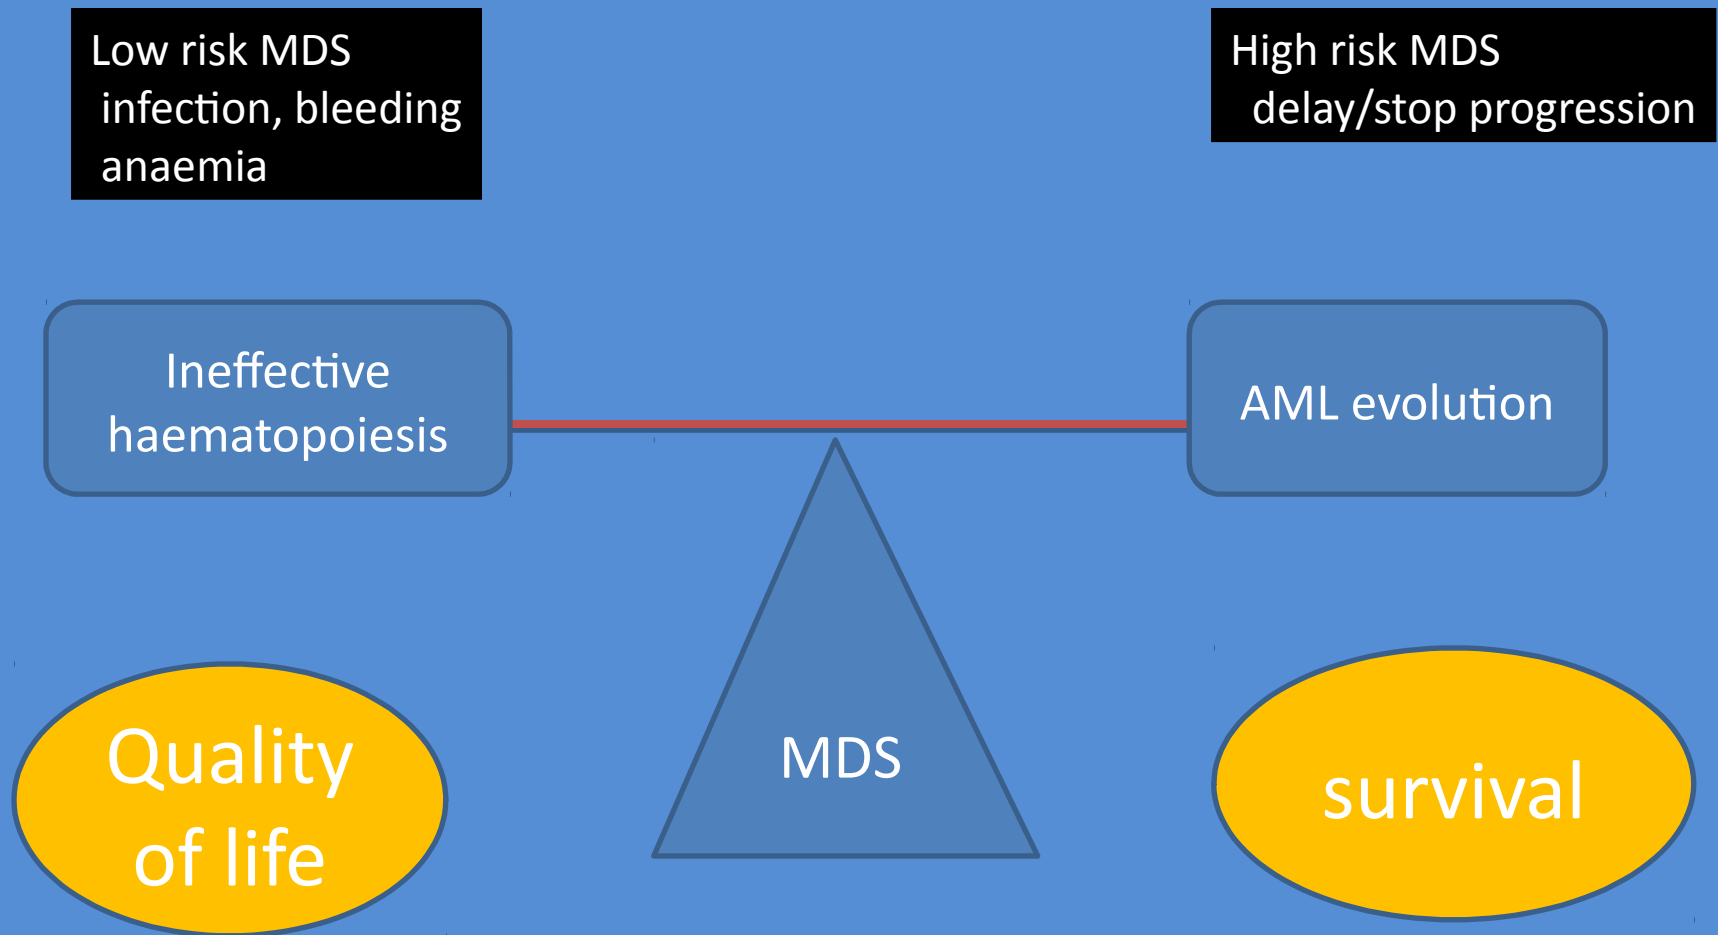 Low risk MDS
infection, bleeding
anaemia
High risk MDS
delay/stop progression
Ineffective
haematopoiesis
AML evolution
Quality
of life
MDS
survival